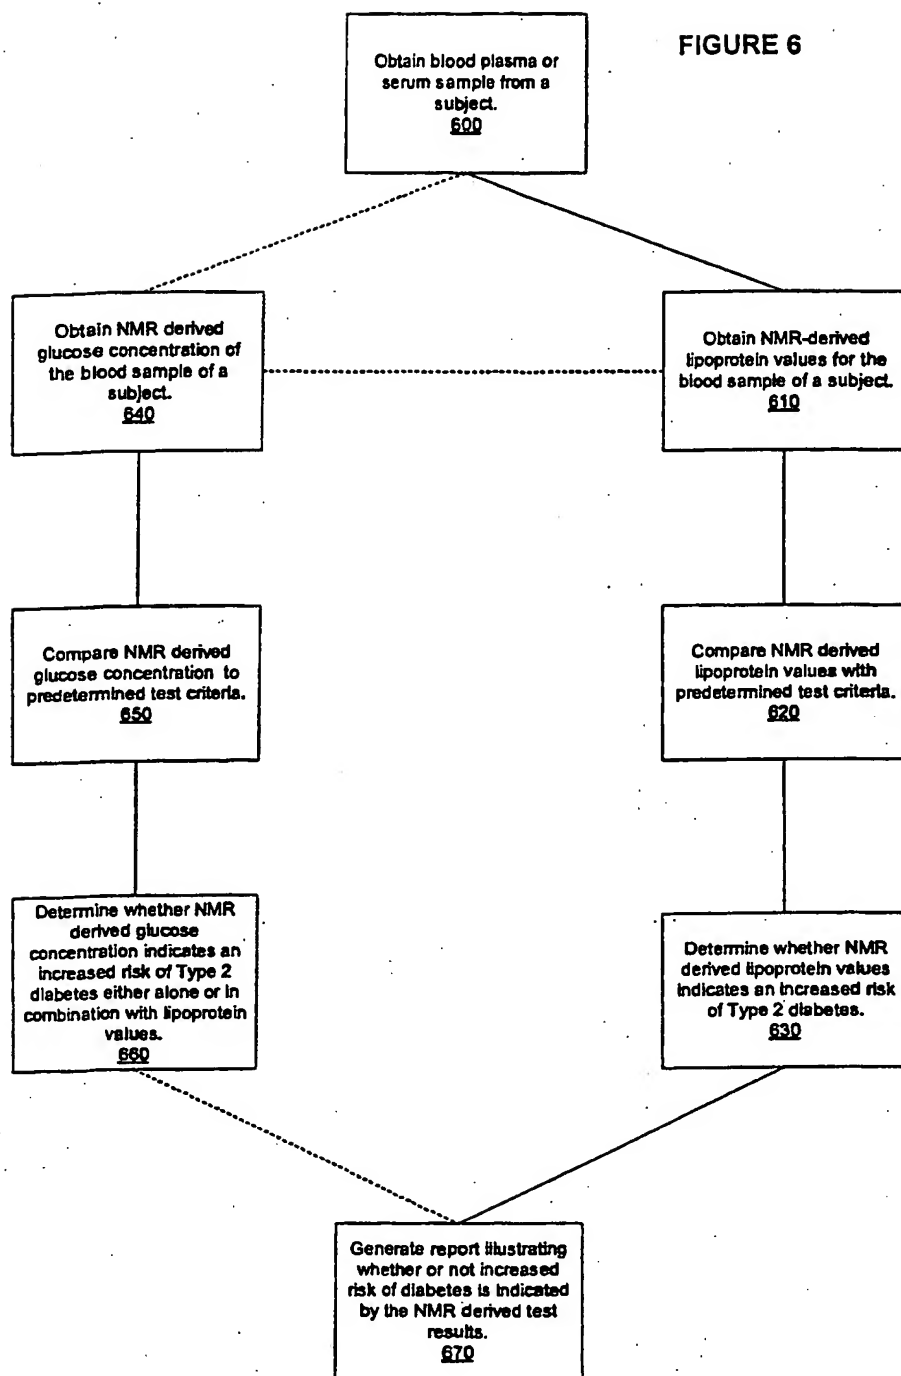 FIGURE 6
Obtain blood plasma or
serum sample from a
subject.
600
Obtain NMR derived
glucose concentration of
the blood sample of a
subject.
640
Obtain NMR-derived
lipoprotein values for the
blood sample of a subject.
610
Compare NMR derived
glucose concentration to
predetermined test criteria.
650
Compare NMR derived
lipoprotein values with
predetermined test criteria.
620
Determine whether NMR
derived glucose
concentration indicates an
increased risk of Type 2
diabetes either alone or in
combination with lipoprotein
values.
660
Determine whether NMR
derived lipoprotein values
indicates an increased risk
of Type 2 diabetes.
630
Generate report illustrating
whether or not increased
risk of diabetes is indicated
by the NMR derived test
results.
670